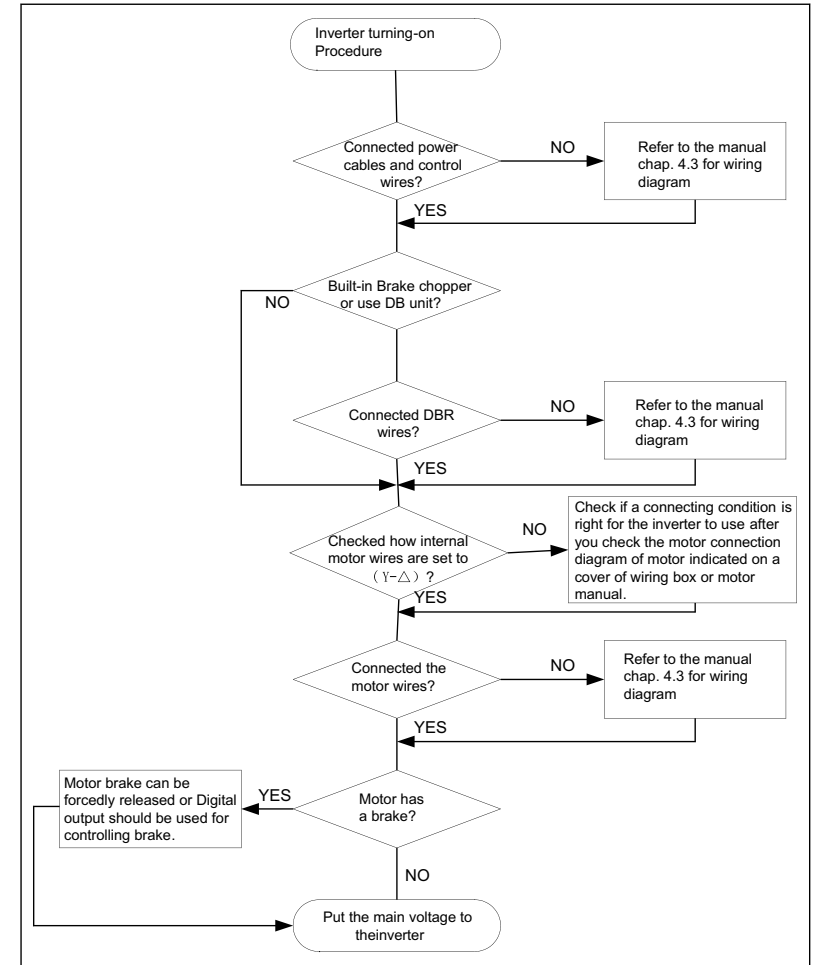 Inverter turning-on
Procedure
Connected power
cables and control
wires?
NO
Refer to the manual
chap. 4.3 for wiring
diagram
YES
Built-in Brake chopper
or use DB unit?
NO
Connected DBR
wires?
NO
Refer to the manual
chap. 4.3 for wiring
diagram
YES
Checked how internal
motor wires are set to
(Y-△) ?
NO
Check if a connecting condition is
right for the inverter to use after
you check the motor connection
diagram of motor indicated on a
cover of wiring box or motor
manual.
YES
Connected the
motor wires?
NO
Refer to the manual
chap. 4.3 for wiring
diagram
YES
Motor has
a brake?
YES
Motor brake can be
forcedly released or Digital
output should be used for
controlling brake.
NO
Put the main voltage to
theinverter